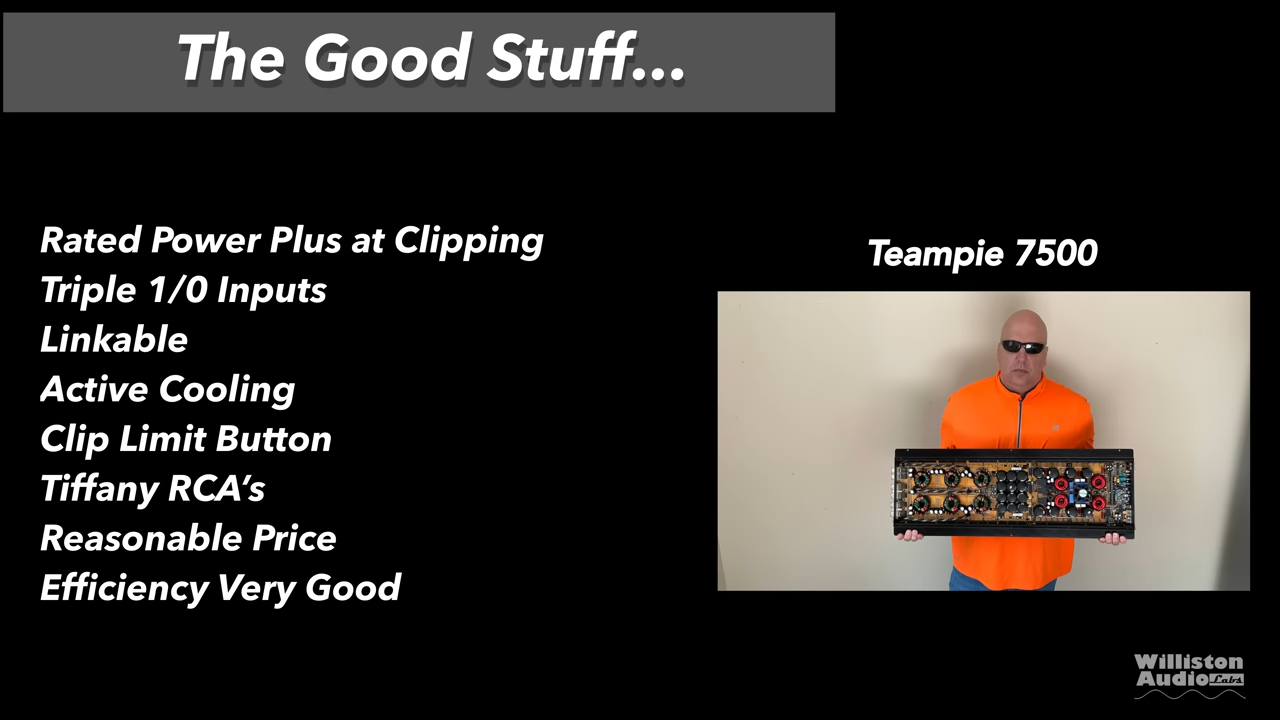 The Good Stuff...
Rated Power Plus at Clipping
Triple 1/0 Inputs
Linkable
Active Cooling
Clip Limit Button
Tiffany RCA's
Reasonable Price
Efficiency Very Good
Teampie 7500
Williston
Audio Labs